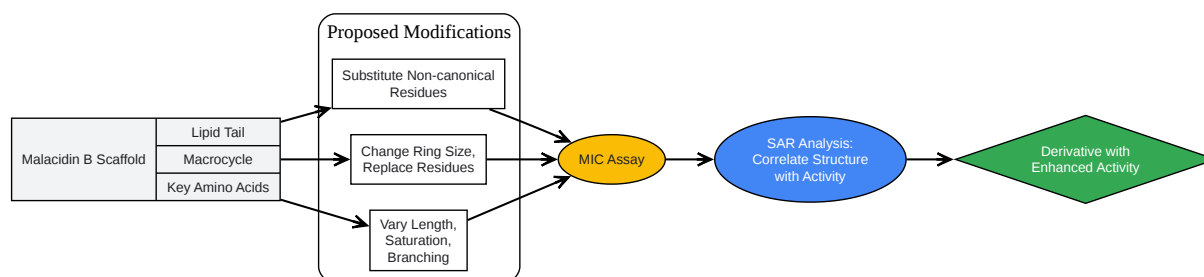 Proposed Modifications
Malacidin B Scaffold
Lipid Tail
Macrocycle
Key Amino Acids
Substitute Non-canonical
Residues
Change Ring Size,
Replace Residues
Vary Length,
Saturation,
Branching
MIC Assay
SAR Analysis:
Correlate Structure
with Activity
Derivative with
Enhanced Activity